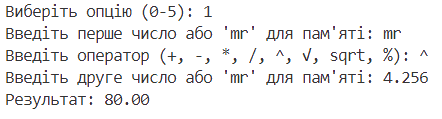 Виберіть опцію (0-5): 1
Введіть перше число або 'mr' для пам'яті: mr
Введіть оператор (+, -, *, /, ^, √, sqrt, %): ^
Введіть друге число або 'mr' для пам'яті: 4.256
Результат: 80.00